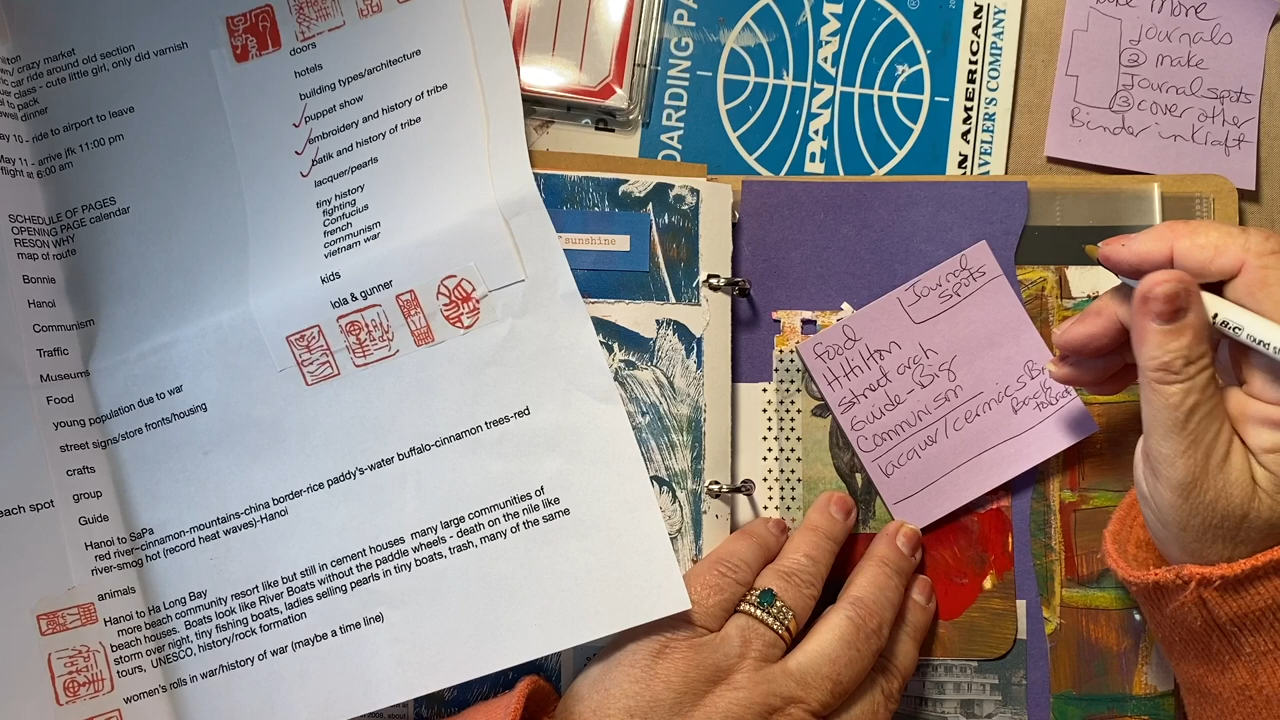 town/ crazy market
car ride around old section
class - cute little girl, only did varnish
to pack
dinner
ay 10 - ride to airport to leave
May 11 - arrive jfk 11:00 pm
flight at 6:00 am
SCHEDULE OF PAGES
OPENING PAGE calendar
RESON WHY
map of route
Bonnie
Hanoi
Communism
Traffic
Museums
Food
young population due to war
street signs/store fronts/housing
crafts
each spot
group
Guide
Hanoi to SaPa
red river~cinnamon-mountains-china border-rice paddy's-water buffalo-cinnamon trees-red
river-smog hot (record heat waves)-Hanoi
animals
Hanoi to Ha Long Bay
more beach community resort like but still in cement houses many large communities of
beach houses. Boats look like River Boats without the paddle wheels - death on the nile like
storm over night, tiny fishing boats, ladies selling pearls in tiny boats, trash, many of the same
tours, UNESCO, history/rock formation
women's rolls in war/history of war (maybe a time line)
doors
hotels
building types/architecture
puppet show
embroidery and history of tribe
batik and history of tribe
lacquer/pearls
tiny history
fighting
Confucius
french
communism
vietnam war
kids
lola & gunner
sunshine
PAN AM
AN AMERICAN
VELER'S COMPANY
more
journals
② make
Journal spots
③ cover other
Binder in Kraft
Journal
spots
Food
Hilton
Guide-Big
Communism
lacquer/cermics
Back
to Back
BIC round s
2009, about